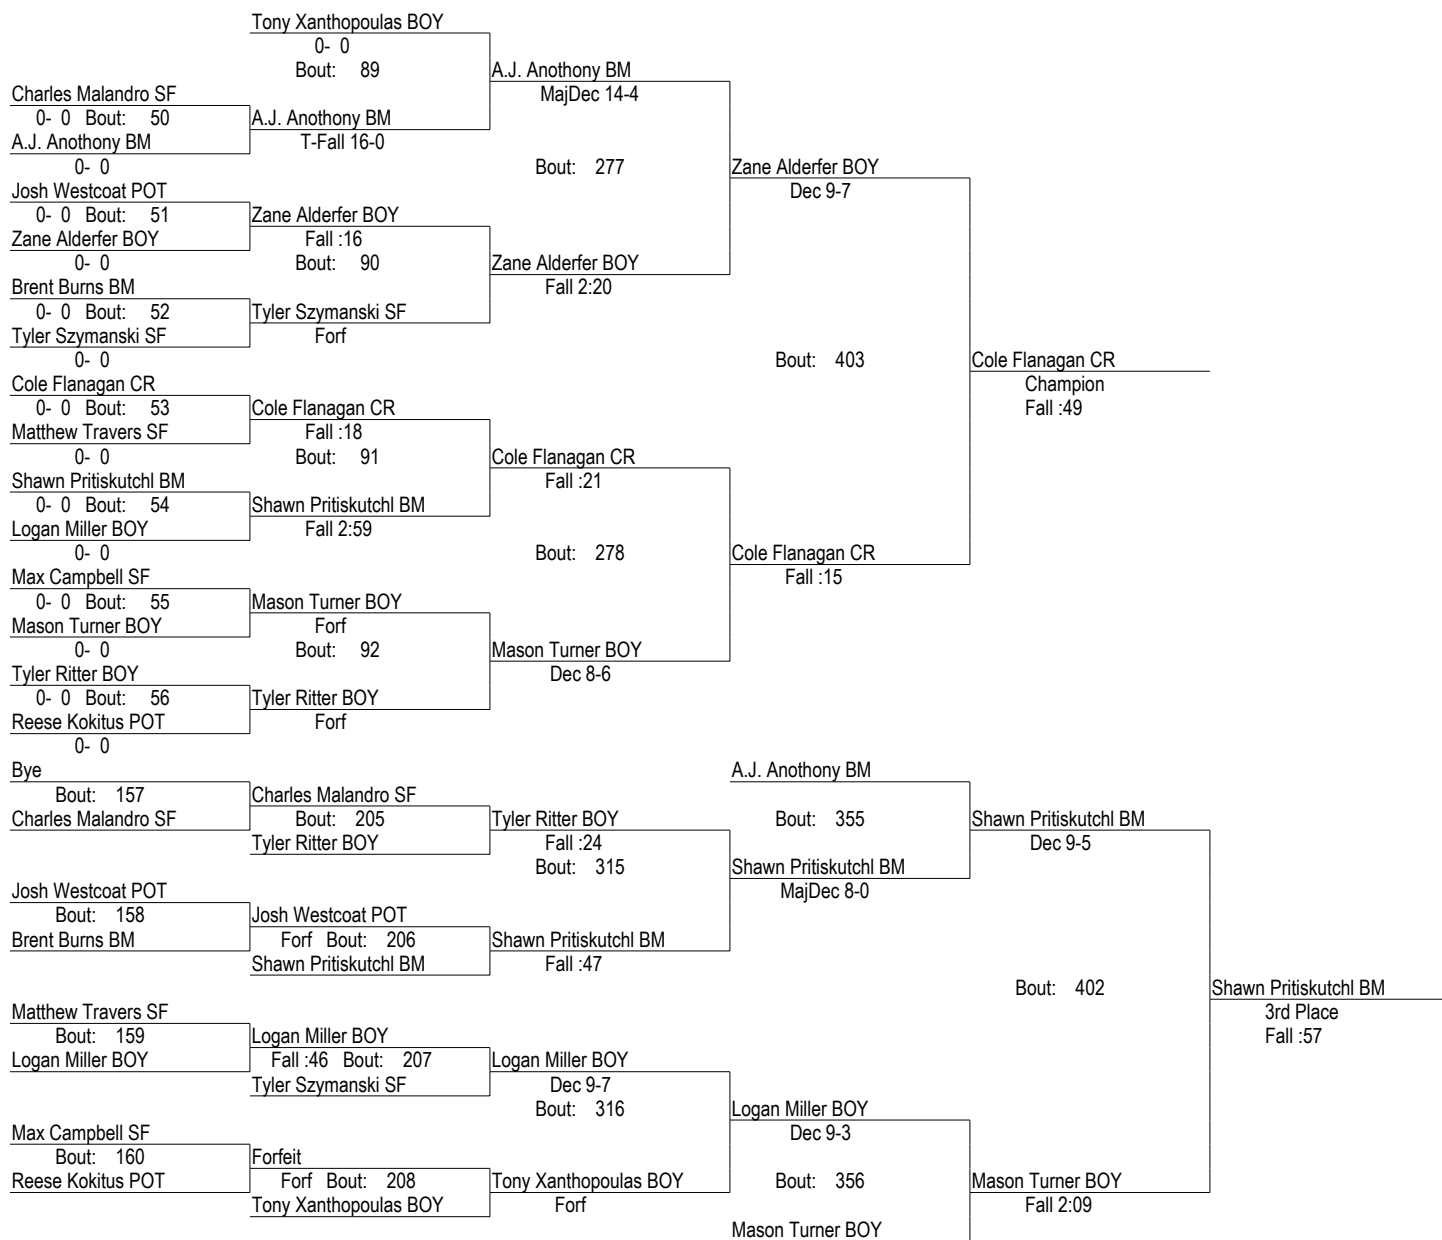 Tony Xanthopoulas BOY
0- 0
Bout: 89
A.J. Anothony BM
Charles Malandro SF
MajDec 14-4
0- 0 Bout: 50
A.J. Anothony BM
A.J. Anothony BM
T-Fall 16-0
0- 0
Bout: 277
Zane Alderfer BOY
Josh Westcoat POT
Dec 9-7
0- 0 Bout: 51
Zane Alderfer BOY
Zane Alderfer BOY
Fall :16
0- 0
Bout: 90
Zane Alderfer BOY
Brent Burns BM
Fall 2:20
0- 0 Bout: 52
Tyler Szymanski SF
Tyler Szymanski SF
Forf
0- 0
Bout: 403
Cole Flanagan CR
Cole Flanagan CR
Champion
0- 0 Bout: 53
Cole Flanagan CR
Fall :49
Matthew Travers SF
Fall :18
0- 0
Bout: 91
Cole Flanagan CR
Shawn Pritiskutchl BM
Fall :21
0- 0 Bout: 54
Shawn Pritiskutchl BM
Logan Miller BOY
Fall 2:59
0- 0
Bout: 278
Cole Flanagan CR
Max Campbell SF
Fall :15
0- 0 Bout: 55
Mason Turner BOY
Mason Turner BOY
Forf
0- 0
Bout: 92
Mason Turner BOY
Tyler Ritter BOY
Dec 8-6
0- 0 Bout: 56
Tyler Ritter BOY
Reese Kokitus POT
Forf
0- 0
Bye
A.J. Anothony BM
Bout: 157
Charles Malandro SF
Charles Malandro SF
Bout: 205
Tyler Ritter BOY
Bout: 355
Shawn Pritiskutchl BM
Tyler Ritter BOY
Fall :24
Dec 9-5
Bout: 315
Shawn Pritiskutchl BM
Josh Westcoat POT
MajDec 8-0
Bout: 158
Josh Westcoat POT
Brent Burns BM
Forf Bout: 206
Shawn Pritiskutchl BM
Shawn Pritiskutchl BM
Fall :47
Bout: 402
Shawn Pritiskutchl BM
Matthew Travers SF
3rd Place
Bout: 159
Logan Miller BOY
Fall :57
Logan Miller BOY
Fall :46 Bout: 207
Logan Miller BOY
Tyler Szymanski SF
Dec 9-7
Bout: 316
Logan Miller BOY
Max Campbell SF
Dec 9-3
Bout: 160
Forfeit
Reese Kokitus POT
Forf Bout: 208
Tony Xanthopoulas BOY
Bout: 356
Mason Turner BOY
Tony Xanthopoulas BOY
Forf
Fall 2:09
Mason Turner BOY